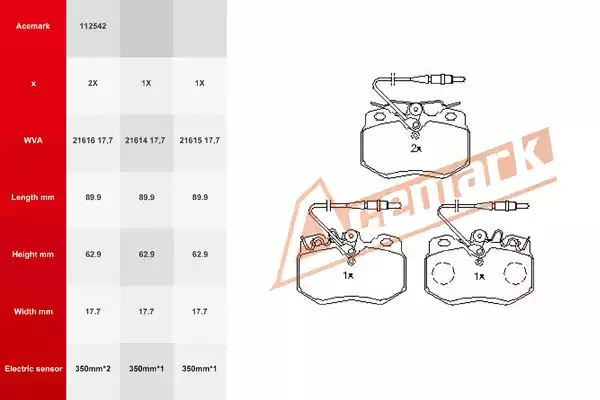 Acemark 112542
x 2X 1X 1X
WVA 21616 17,7 21614 17,7 21615 17,7
Length mm 89.9 89.9 89.9
Height mm 62.9 62.9 62.9
Width mm 17.7 17.7 17.7
Electric sensor 350mm*2 350mm*1 350mm*1
2x
1x
1x
Acemark